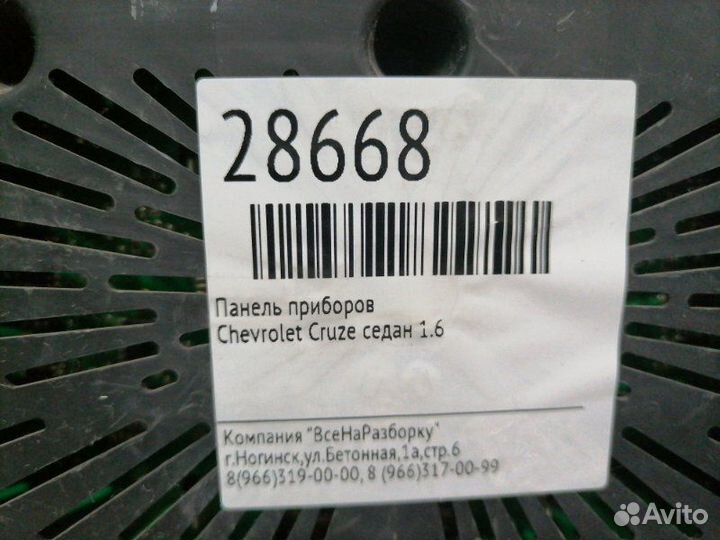 28668
Панель приборов
Chevrolet Cruze седан 1.6
Компания "ВсеНаРазборку"
г.Ногинск,ул.Бетонная,1а,стр.6
8(966)319-00-00, 8 (966)317-00-99
Avito